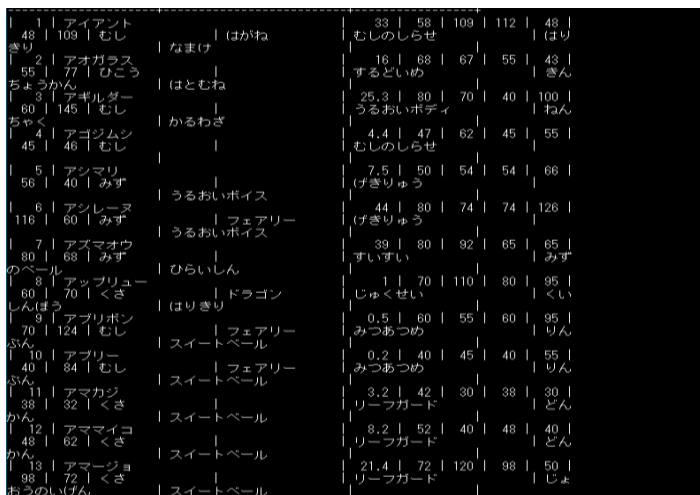 | 1 | アイアント | 33 | 58 | 109 | 112 | 48 |
48 | 109 | むし | はがね | むしのしらせ | はり
きり | なまけ |
| 2 | アオガラス | 16 | 68 | 67 | 55 | 43 |
55 | 77 | ひこう | | するどいめ | きん
ちょうかん | はとむね |
| 3 | アギルダー | 25.3 | 80 | 70 | 40 | 100 |
60 | 145 | むし | | うるおいボディ | ねん
ちゃく | かるわざ |
| 4 | アゴジムシ | 4.4 | 47 | 62 | 45 | 55 |
45 | 46 | むし | | むしのしらせ |
| |
| 5 | アシマリ | 7.5 | 50 | 54 | 54 | 66 |
56 | 40 | みず | | げきりゅう |
| うるおいボイス |
| 6 | アシレーヌ | 44 | 80 | 74 | 74 | 126 |
116 | 60 | みず | フェアリー | げきりゅう |
| うるおいボイス |
| 7 | アズマオウ | 39 | 80 | 92 | 65 | 65 |
80 | 68 | みず | | すいすい | みず
のベール | ひらいしん |
| 8 | アップリュー | 1 | 70 | 110 | 80 | 95 |
60 | 70 | くさ | ドラゴン | じゅくせい | くい
しんぼう | はりきり |
| 9 | アブリボン | 0.5 | 60 | 55 | 60 | 95 |
70 | 124 | むし | フェアリー | みつあつめ | りん
ぷん | スイートベール |
| 10 | アブリー | 0.2 | 40 | 45 | 40 | 55 |
40 | 84 | むし | フェアリー | みつあつめ | りん
ぷん | スイートベール |
| 11 | アマカジ | 3.2 | 42 | 30 | 38 | 30 |
38 | 32 | くさ | | リーフガード | どん
かん | スイートベール |
| 12 | アママイコ | 8.2 | 52 | 40 | 48 | 40 |
48 | 62 | くさ | | リーフガード | どん
かん | スイートベール |
| 13 | アマージョ | 21.4 | 72 | 120 | 98 | 50 |
98 | 72 | くさ | | リーフガード | じょ
おうのいげん | スイートベール